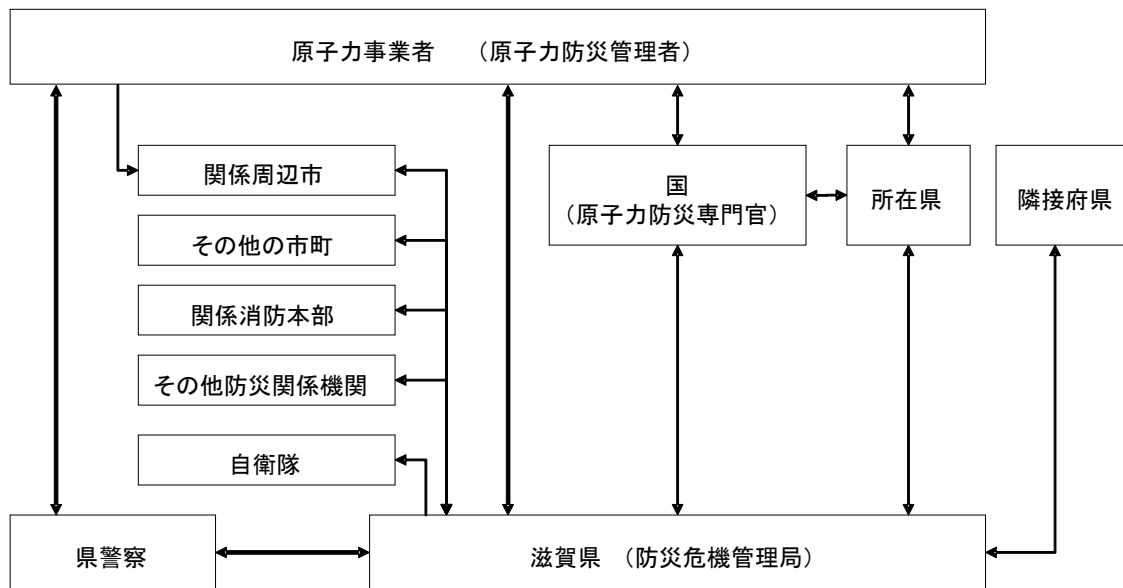 原子力事業者 （原子力防災管理者）
関係周辺市
国
（原子力防災専門官）
所在県
隣接府県
その他の市町
関係消防本部
その他防災関係機関
自衛隊
県警察
滋賀県 （防災危機管理局）